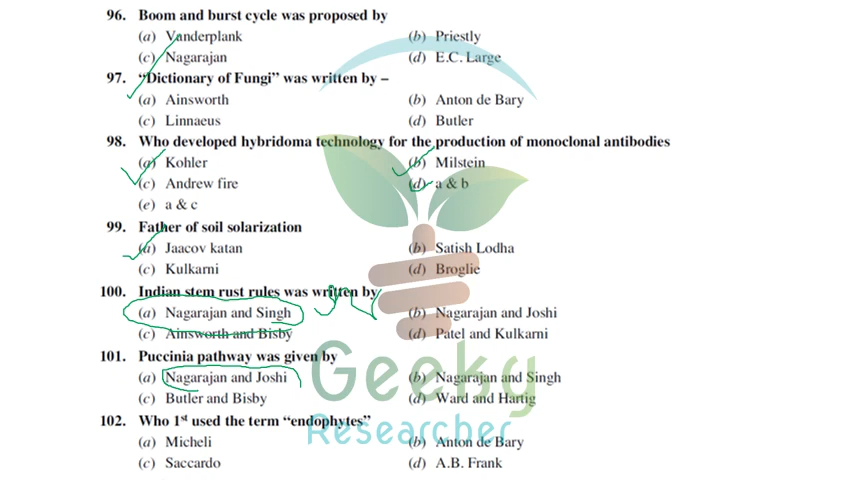 96. Boom and burst cycle was proposed by
(a) Vanderplank (b) Priestly
(c) Nagarajan (d) E.C. Large
97. “Dictionary of Fungi” was written by –
(a) Ainsworth (b) Anton de Bary
(c) Linnaeus (d) Butler
98. Who developed hybridoma technology for the production of monoclonal antibodies
(a) Kohler (b) Milstein
(c) Andrew fire (d) a & b
(e) a & c
99. Father of soil solarization
(a) Jaacov katan (b) Satish Lodha
(c) Kulkarni (d) Broglie
100. Indian stem rust rules was written by
(a) Nagarajan and Singh (b) Nagarajan and Joshi
(c) Ainsworth and Bisby (d) Patel and Kulkarni
101. Puccinia pathway was given by
(a) Nagarajan and Joshi (b) Nagarajan and Singh
(c) Butler and Bisby (d) Ward and Hartig
102. Who 1st used the term “endophytes”
(a) Micheli (b) Anton de Bary
(c) Saccardo (d) A.B. Frank
Geeky
Researcher